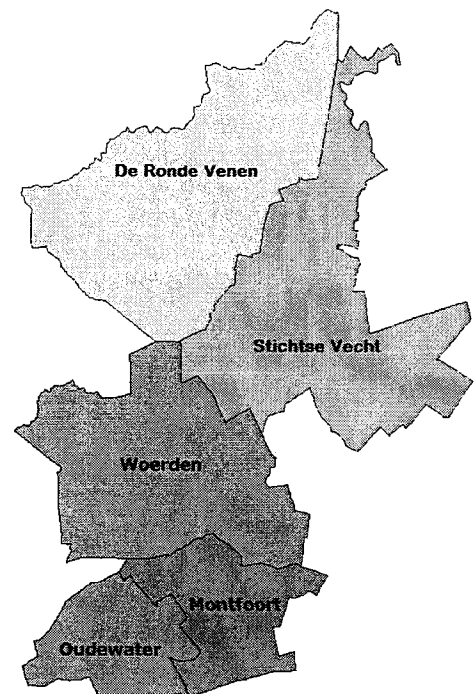 De Ronde Venen
Stichtse Vecht
Woerden
Montfoort
Oudewater